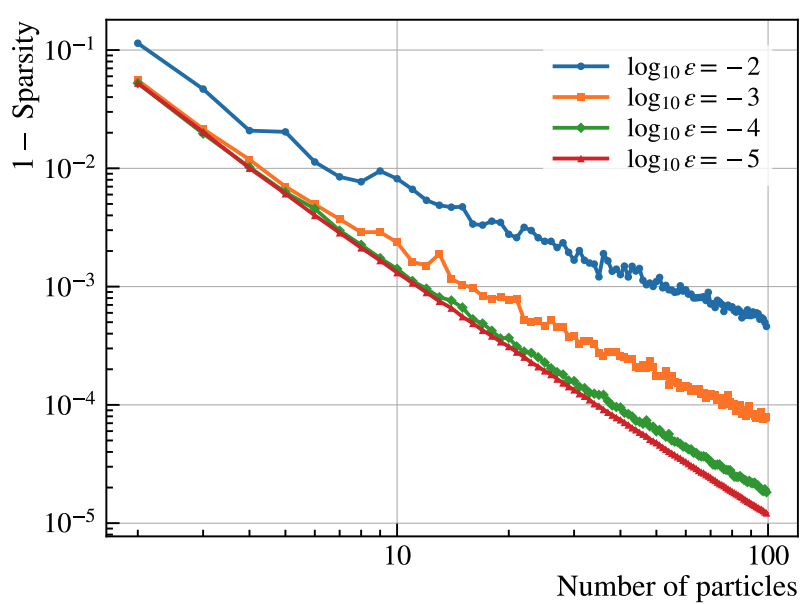 1 − Sparsity
10⁻¹
10⁻²
10⁻³
10⁻⁴
10⁻⁵
log₁₀ ε = −2
log₁₀ ε = −3
log₁₀ ε = −4
log₁₀ ε = −5
10
100
Number of particles